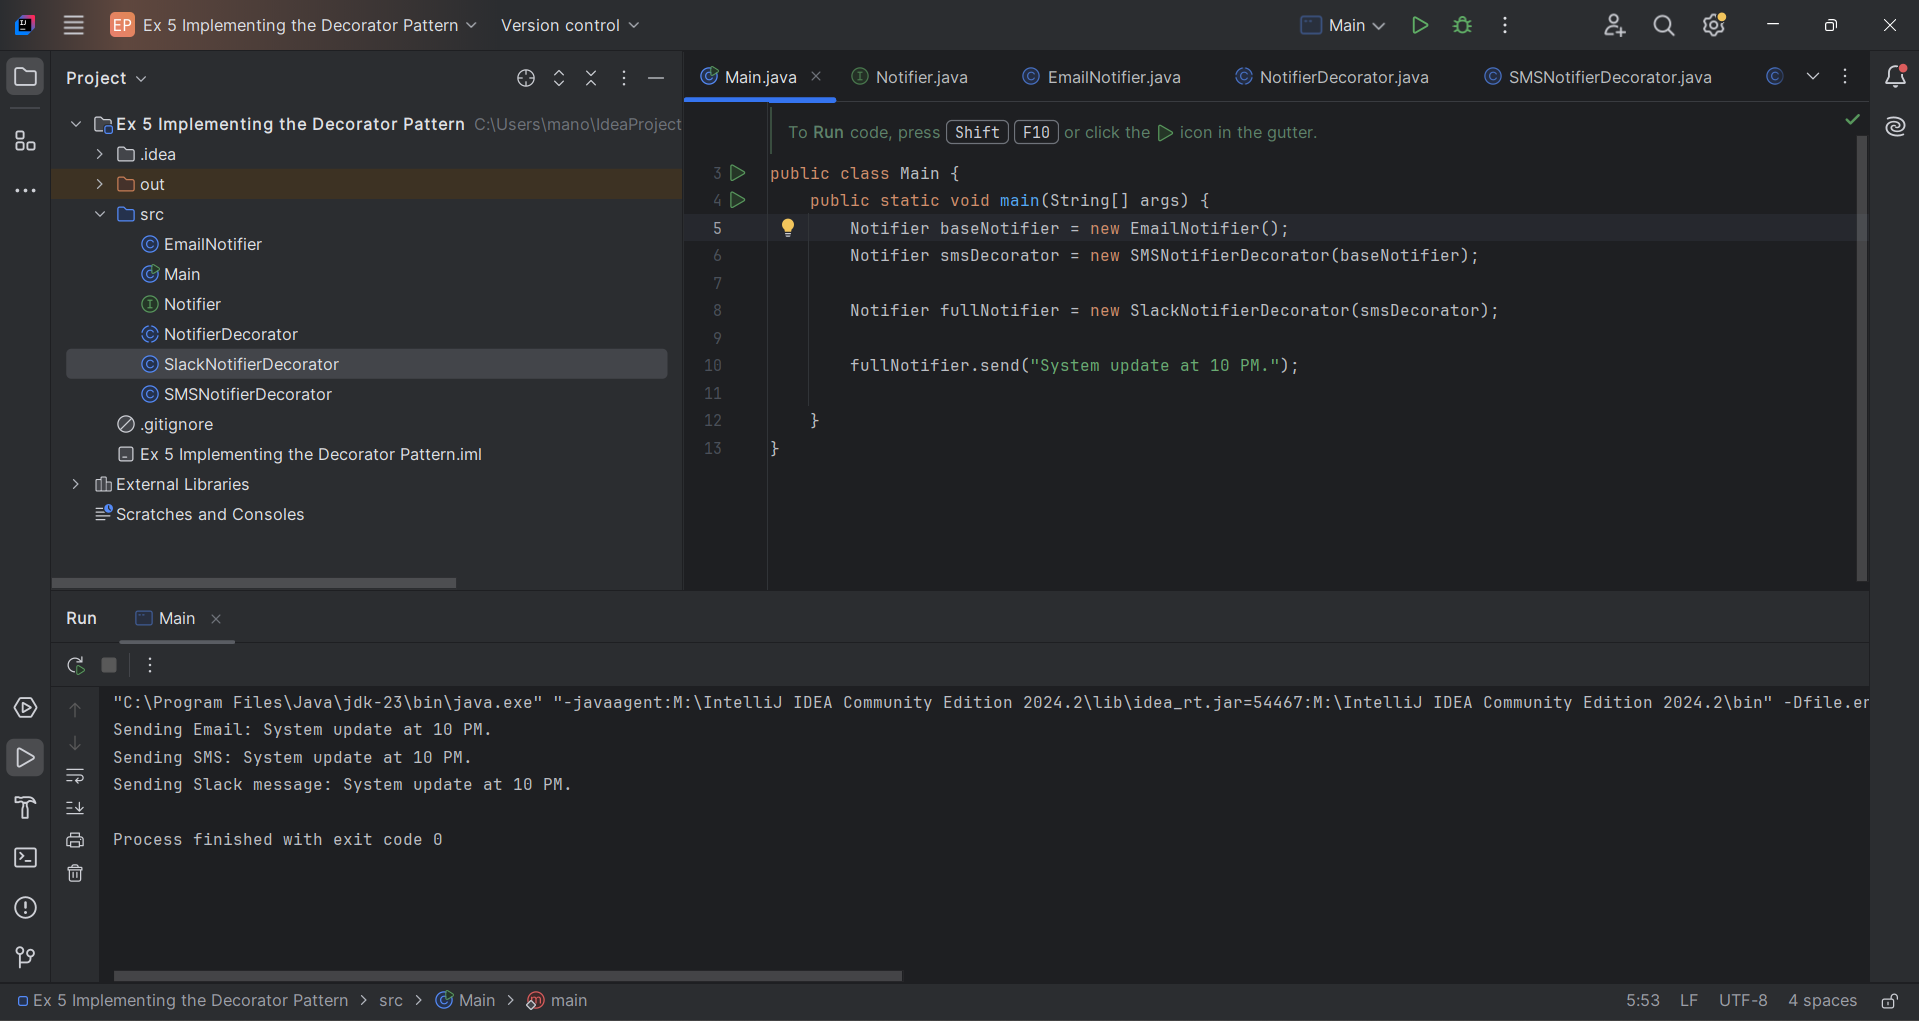 EP Ex 5 Implementing the Decorator Pattern Version control Main
Project
Main.java Notifier.java EmailNotifier.java NotifierDecorator.java SMSNotifierDecorator.java
Ex 5 Implementing the Decorator Pattern C:\Users\mano\IdeaProject
.idea
out
src
EmailNotifier
Main
Notifier
NotifierDecorator
SlackNotifierDecorator
SMSNotifierDecorator
.gitignore
Ex 5 Implementing the Decorator Pattern.iml
External Libraries
Scratches and Consoles
To Run code, press Shift F10 or click the icon in the gutter.
3 public class Main {
4 public static void main(String[] args) {
5 Notifier baseNotifier = new EmailNotifier();
6 Notifier smsDecorator = new SMSNotifierDecorator(baseNotifier);
7
8 Notifier fullNotifier = new SlackNotifierDecorator(smsDecorator);
9
10 fullNotifier.send("System update at 10 PM.");
11
12 }
13 }
Run Main
"C:\Program Files\Java\jdk-23\bin\java.exe" "-javaagent:M:\IntelliJ IDEA Community Edition 2024.2\lib\idea_rt.jar=54467:M:\IntelliJ IDEA Community Edition 2024.2\bin" -Dfile.en
Sending Email: System update at 10 PM.
Sending SMS: System update at 10 PM.
Sending Slack message: System update at 10 PM.
Process finished with exit code 0
Ex 5 Implementing the Decorator Pattern > src > Main > main
5:53 LF UTF-8 4 spaces